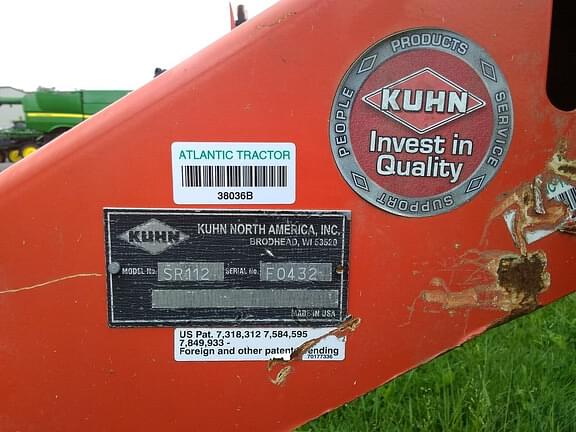 PRODUCTS
PEOPLE
SERVICE
SUPPORT
KUHN
Invest in
Quality
ATLANTIC TRACTOR
38036B
KUHN
KUHN NORTH AMERICA, INC.
BRODHEAD, WI 53520
MODEL No. SR112 SERIAL No. F0432
MADE IN USA
US Pat. 7,318,312 7,584,595
7,849,933 -
Foreign and other patents pending
70177336